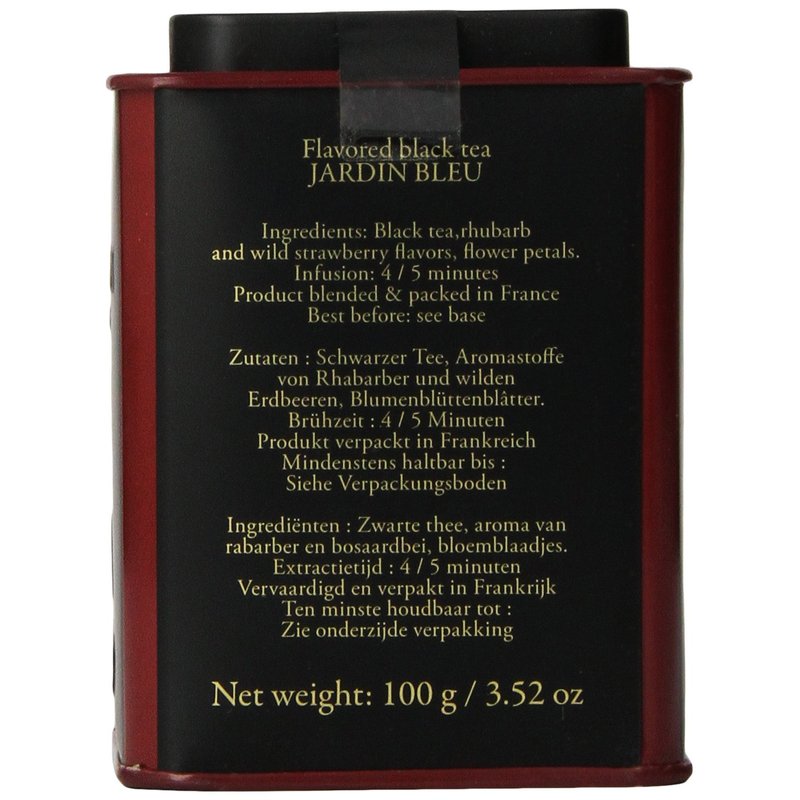 Flavored black tea
JARDIN BLEU
Ingredients: Black tea,rhubarb
and wild strawberry flavors, flower petals.
Infusion: 4 / 5 minutes
Product blended & packed in France
Best before: see base
Zutaten : Schwarzer Tee, Aromastoffe
von Rhabarber und wilden
Erdbeeren, Blumenblüttenblåtter.
Brühzeit : 4 / 5 Minuten
Produkt verpackt in Frankreich
Mindenstens haltbar bis :
Siehe Verpackungsboden
Ingrediënten : Zwarte thee, aroma van
rabarber en bosaardbei, bloemblaadjes.
Extractietijd : 4 / 5 minuten
Vervaardigd en verpakt in Frankrijk
Ten minste houdbaar tot :
Zie onderzijde verpakking
Net weight: 100 g / 3.52 oz